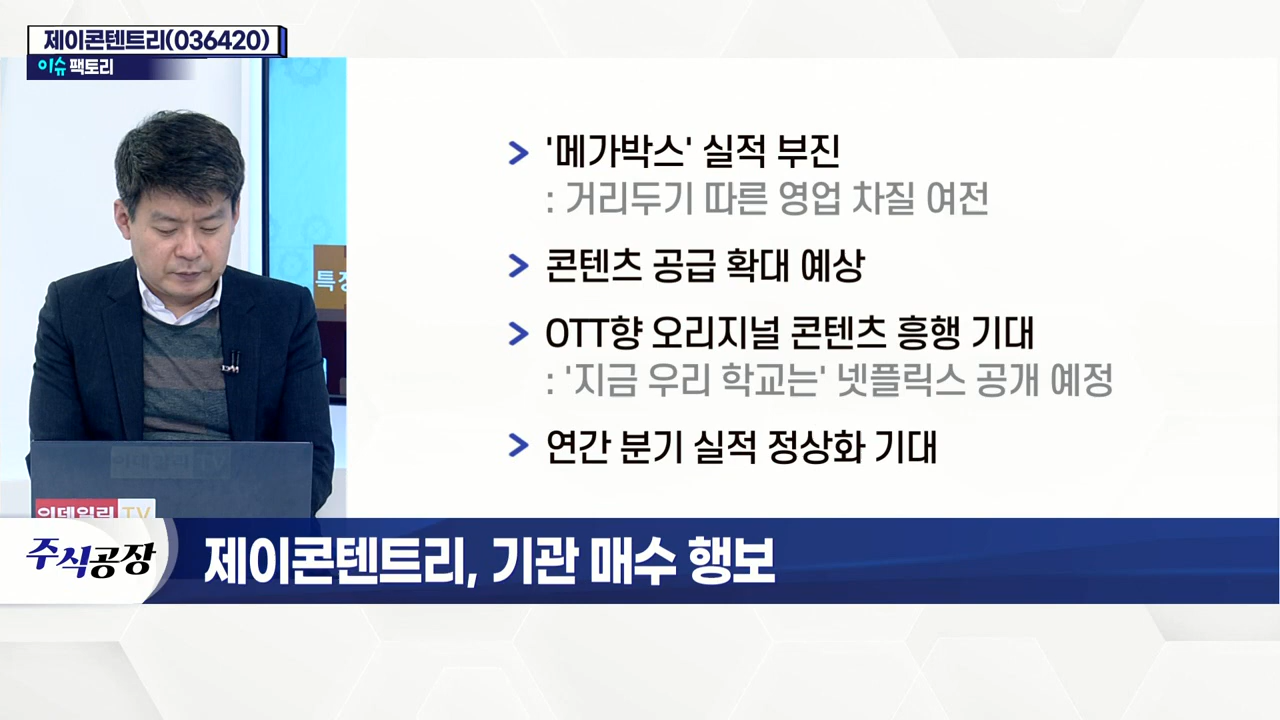 제이콘텐트리(036420)
이슈 팩토리
> '메가박스' 실적 부진
: 거리두기 따른 영업 차질 여전
> 콘텐츠 공급 확대 예상
> OTT향 오리지널 콘텐츠 흥행 기대
: '지금 우리 학교는' 넷플릭스 공개 예정
> 연간 분기 실적 정상화 기대
이데일리 TV
주식공장
제이콘텐트리, 기관 매수 행보